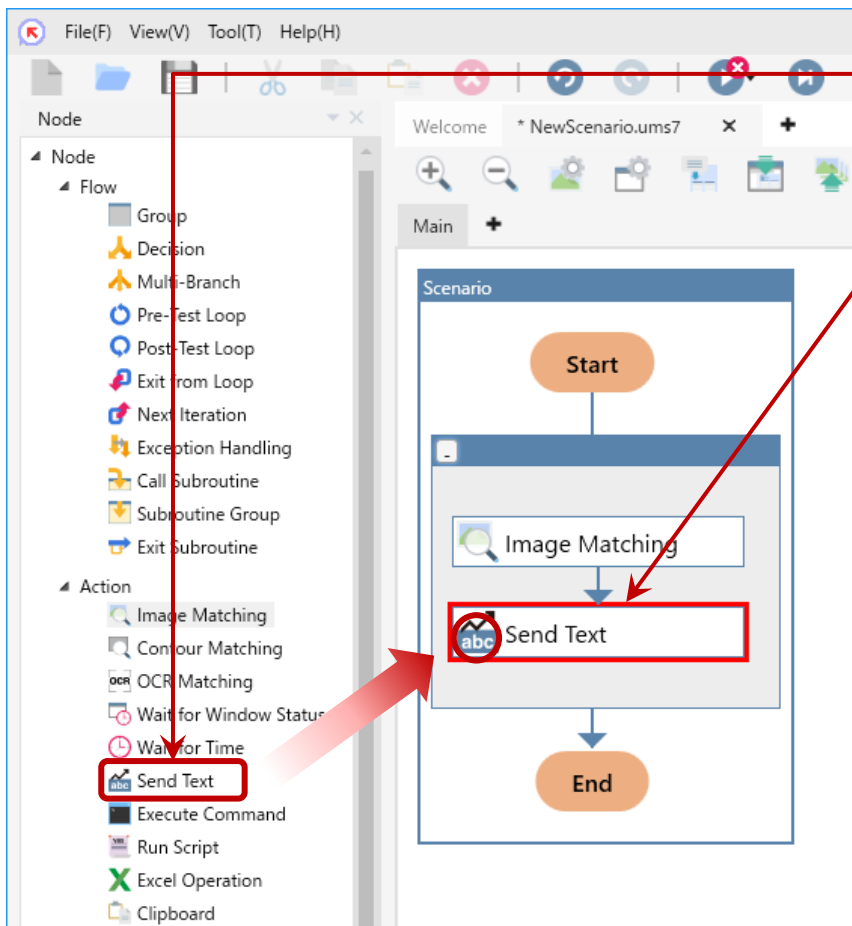 File(F) View(V) Tool(T) Help(H)
Node
Welcome * NewScenario.ums7
Node
Flow
Group
Decision
Multi-Branch
Pre-Test Loop
Post-Test Loop
Exit from Loop
Next Iteration
Exception Handling
Call Subroutine
Subroutine Group
Exit Subroutine
Action
Image Matching
Contour Matching
OCR OCR Matching
Wait for Window Status
Wait for Time
abc Send Text
Execute Command
Run Script
Excel Operation
Clipboard
Main
Scenario
Start
Image Matching
abc Send Text
End